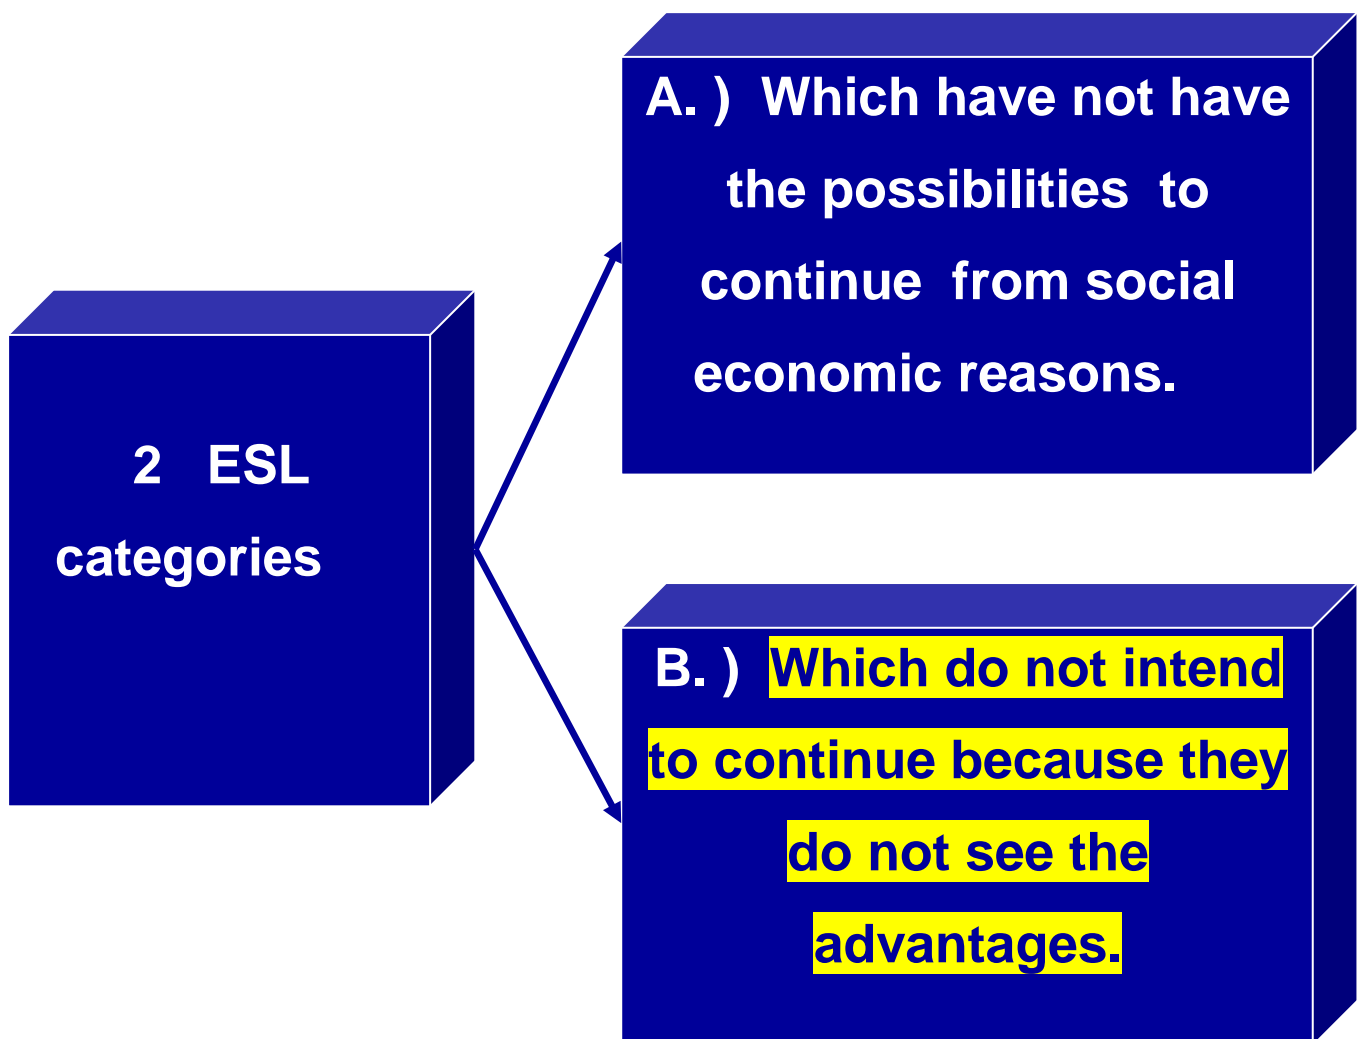 2 ESL
categories
A. ) Which have not have
the possibilities to
continue from social
economic reasons.
B. ) Which do not intend
to continue because they
do not see the
advantages.